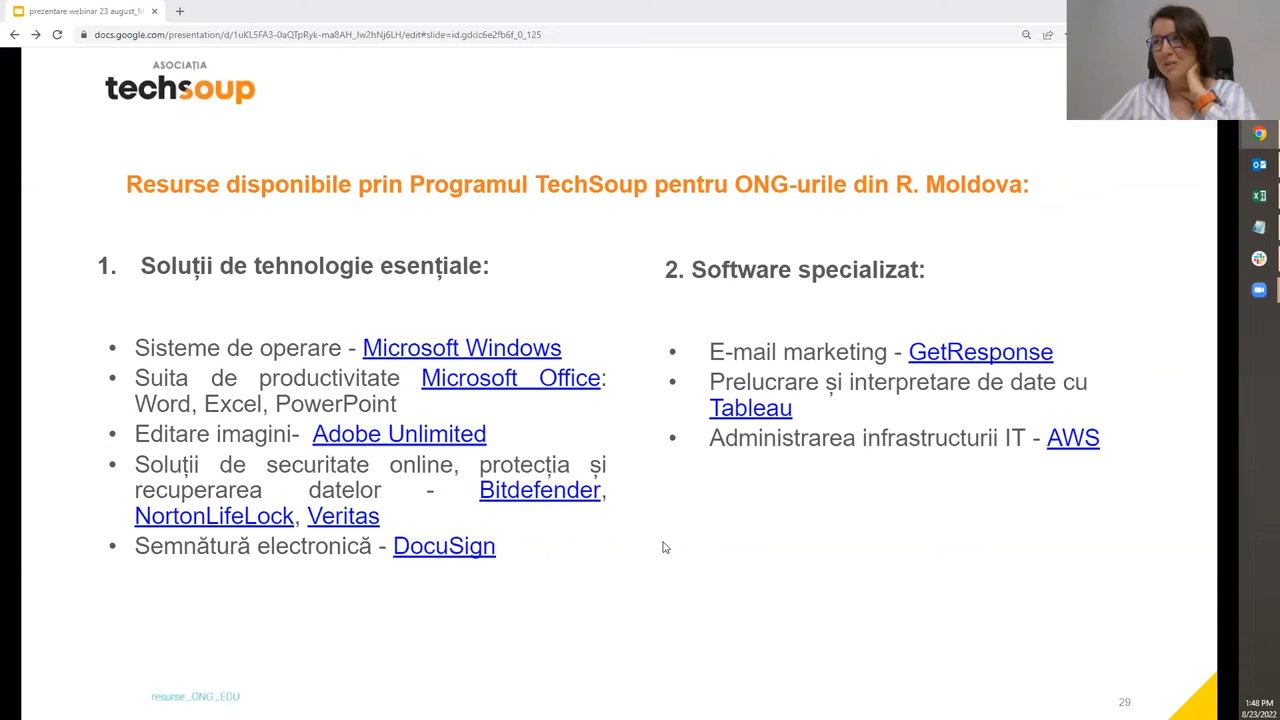 prezentare webinar 23 august_M
docs.google.com/presentation/d/1uKL5FA3-0aQTpRyk-ma8AH_Jw2hNj6LH/edit#slide=id.gddc6e2fb6f_0_125
ASOCIAȚIA
techsoup
Resurse disponibile prin Programul TechSoup pentru ONG-urile din R. Moldova:
1. Soluții de tehnologie esențiale:
• Sisteme de operare - Microsoft Windows
• Suita de productivitate Microsoft Office:
Word, Excel, PowerPoint
• Editare imagini- Adobe Unlimited
• Soluții de securitate online, protecția și
recuperarea datelor - Bitdefender,
NortonLifeLock, Veritas
• Semnătură electronică - DocuSign
2. Software specializat:
• E-mail marketing - GetResponse
• Prelucrare și interpretare de date cu
Tableau
• Administrarea infrastructurii IT - AWS
resurse_ONG_EDU
29
1:48 PM
8/23/2022